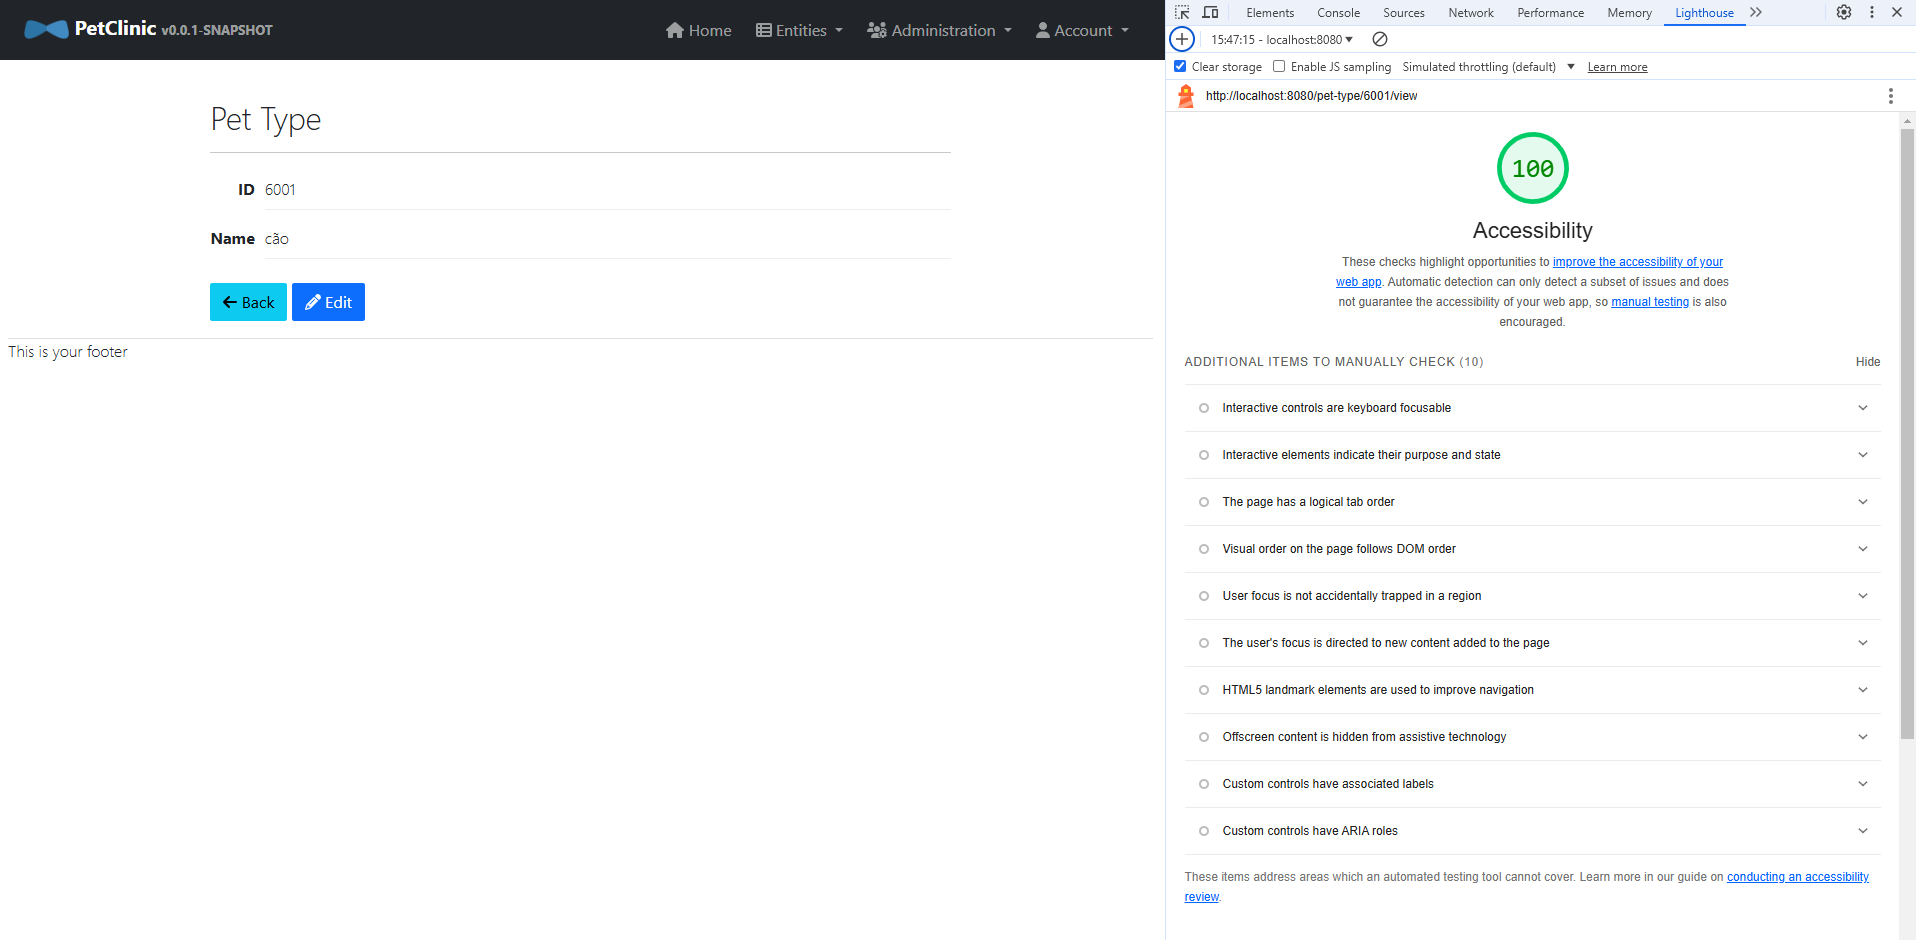 PetClinic v0.0.1-SNAPSHOT
Home
Entities
Administration
Account
Pet Type
ID 6001
Name cão
Back
Edit
This is your footer
Elements
Console
Sources
Network
Performance
Memory
Lighthouse
15:47:15 - localhost:8080
Clear storage
Enable JS sampling
Simulated throttling (default)
Learn more
http://localhost:8080/pet-type/6001/view
100
Accessibility
These checks highlight opportunities to improve the accessibility of your
web app. Automatic detection can only detect a subset of issues and does
not guarantee the accessibility of your web app, so manual testing is also
encouraged.
ADDITIONAL ITEMS TO MANUALLY CHECK (10)
Hide
Interactive controls are keyboard focusable
Interactive elements indicate their purpose and state
The page has a logical tab order
Visual order on the page follows DOM order
User focus is not accidentally trapped in a region
The user's focus is directed to new content added to the page
HTML5 landmark elements are used to improve navigation
Offscreen content is hidden from assistive technology
Custom controls have associated labels
Custom controls have ARIA roles
These items address areas which an automated testing tool cannot cover. Learn more in our guide on conducting an accessibility
review.